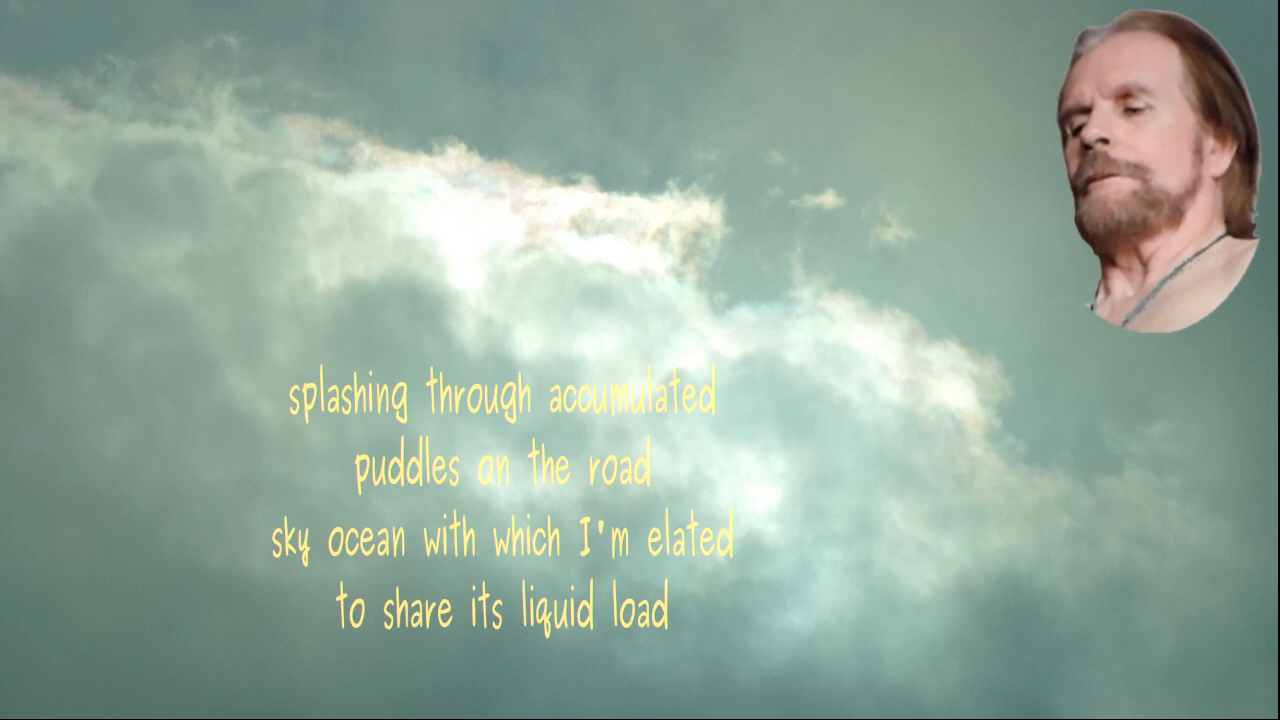 splashing through accumulated
puddles on the road
sky ocean with which I'm elated
to share its liquid load